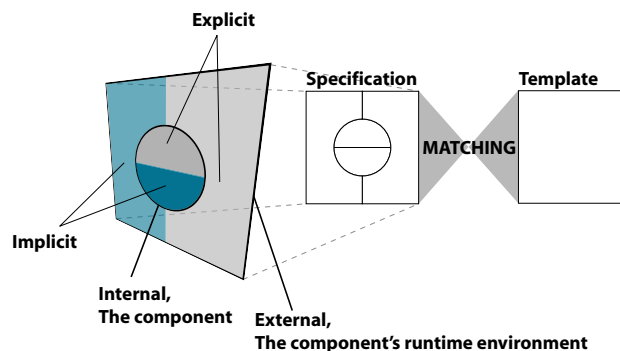 Explicit
Specification
Template
MATCHING
Implicit
Internal,
The component
External,
The component's runtime environment